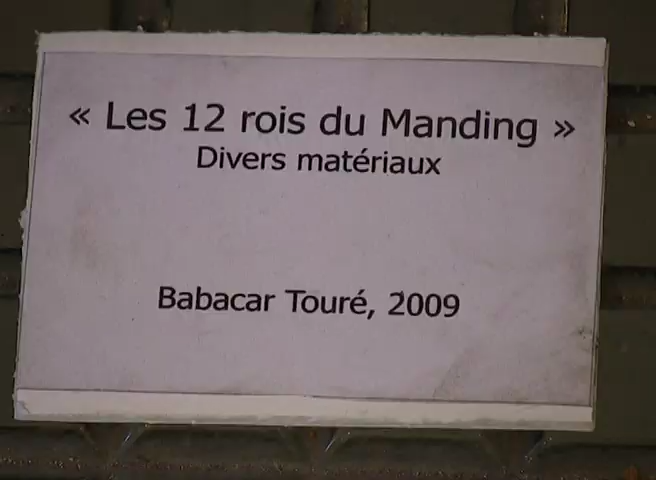 « Les 12 rois du Manding »
Divers matériaux
Babacar Touré, 2009